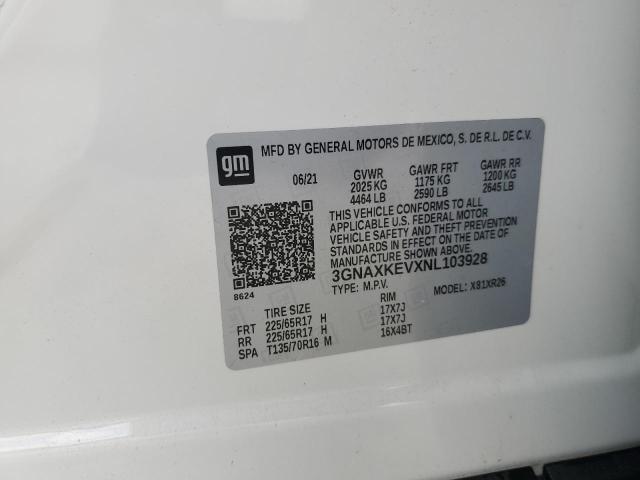 gm MFD BY GENERAL MOTORS DE MEXICO, S. DE R.L. DE C.V.
06/21 GVWR GAWR FRT GAWR RR
2025 KG 1175 KG 1200 KG
4464 LB 2590 LB 2645 LB
THIS VEHICLE CONFORMS TO ALL
APPLICABLE U.S. FEDERAL MOTOR
VEHICLE SAFETY AND THEFT PREVENTION
STANDARDS IN EFFECT ON THE DATE OF
MANUFACTURE SHOWN ABOVE.
3GNAXKEVXNL103928
8624 TYPE: M.P.V. MODEL: X81XR26
TIRE SIZE RIM
FRT 225/65R17 H 17X7J
RR 225/65R17 H 17X7J
SPA T135/70R16 M 16X4BT